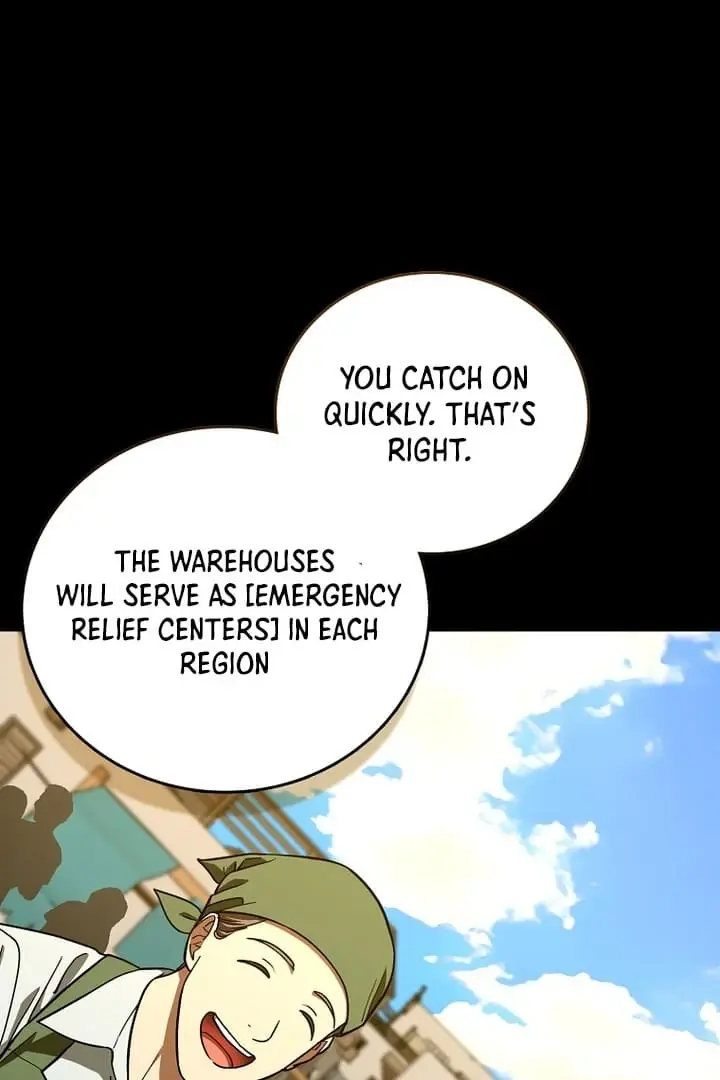 YOU CATCH ON
QUICKLY. THAT'S
RIGHT.
THE WAREHOUSES
WILL SERVE AS [EMERGENCY
RELIEF CENTERS] IN EACH
REGION